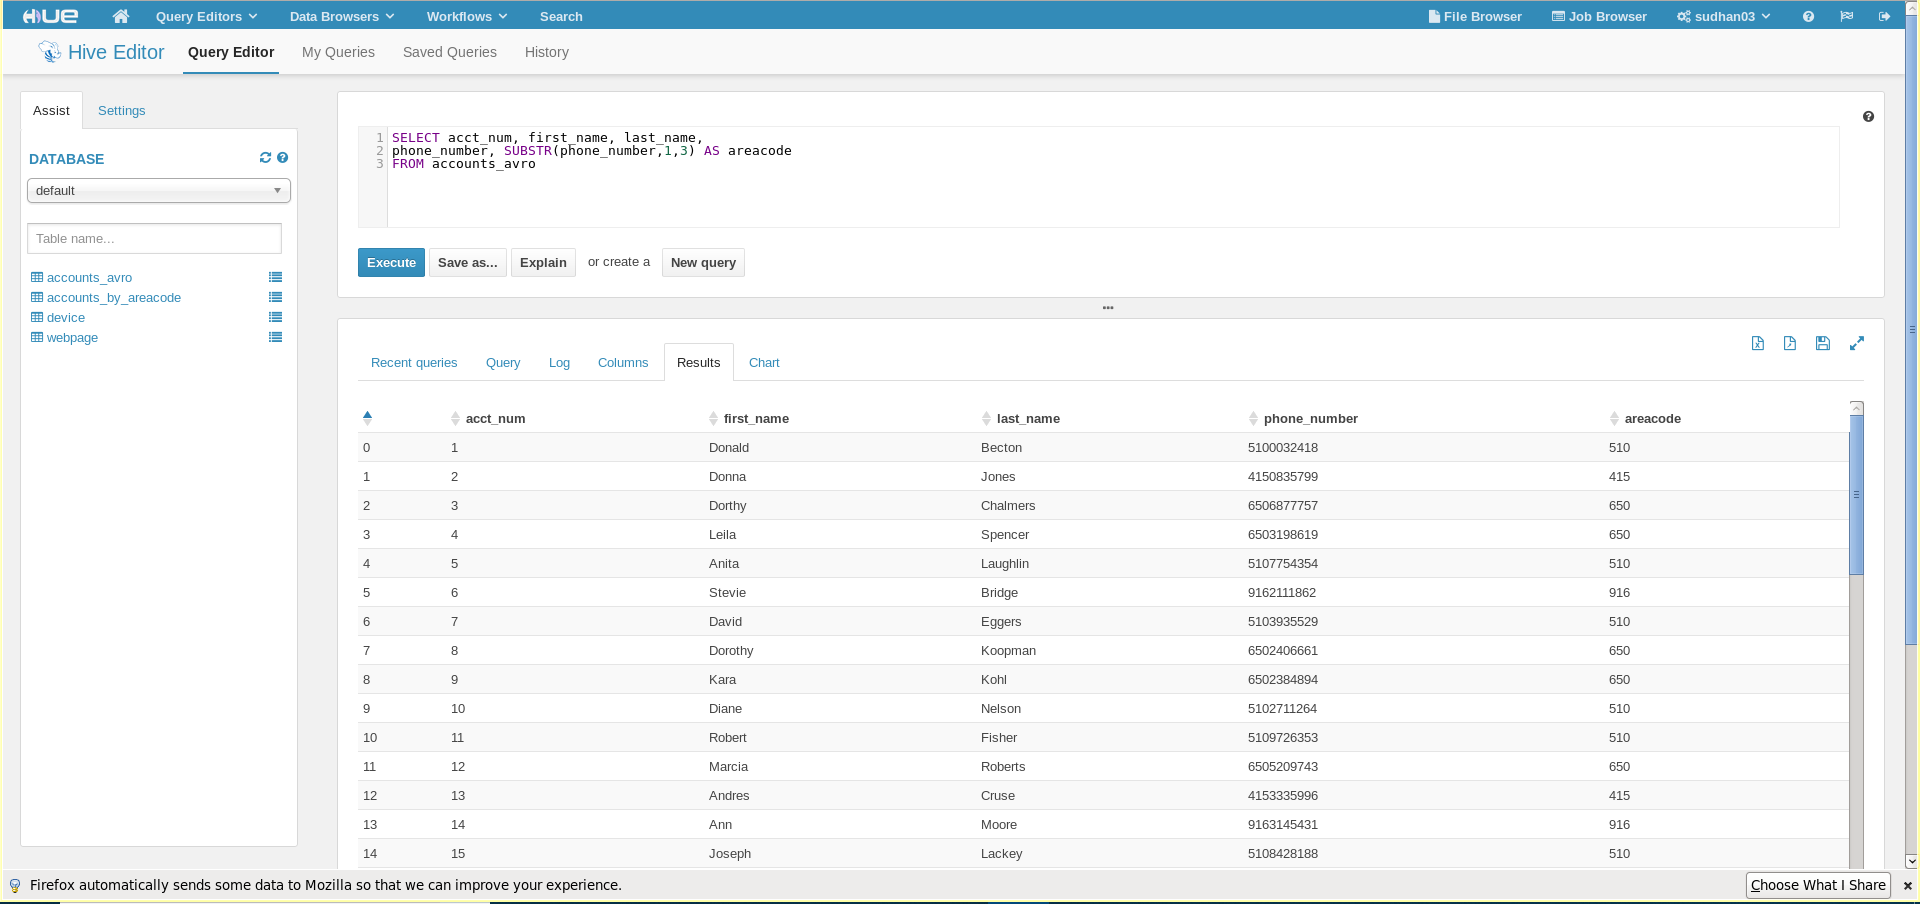 HUE Query Editors Data Browsers Workflows Search File Browser Job Browser sudhan03
Hive Editor Query Editor My Queries Saved Queries History
Assist Settings
DATABASE
default
Table name...
accounts_avro
accounts_by_areacode
device
webpage
1 SELECT acct_num, first_name, last_name,
2 phone_number, SUBSTR(phone_number,1,3) AS areacode
3 FROM accounts_avro
Execute Save as... Explain or create a New query
Recent queries Query Log Columns Results Chart
acct_num first_name last_name phone_number areacode
0 1 Donald Becton 5100032418 510
1 2 Donna Jones 4150835799 415
2 3 Dorthy Chalmers 6506877757 650
3 4 Leila Spencer 6503198619 650
4 5 Anita Laughlin 5107754354 510
5 6 Stevie Bridge 9162111862 916
6 7 David Eggers 5103935529 510
7 8 Dorothy Koopman 6502406661 650
8 9 Kara Kohl 6502384894 650
9 10 Diane Nelson 5102711264 510
10 11 Robert Fisher 5109726353 510
11 12 Marcia Roberts 6505209743 650
12 13 Andres Cruse 4153335996 415
13 14 Ann Moore 9163145431 916
14 15 Joseph Lackey 5108428188 510
Firefox automatically sends some data to Mozilla so that we can improve your experience. Choose What I Share